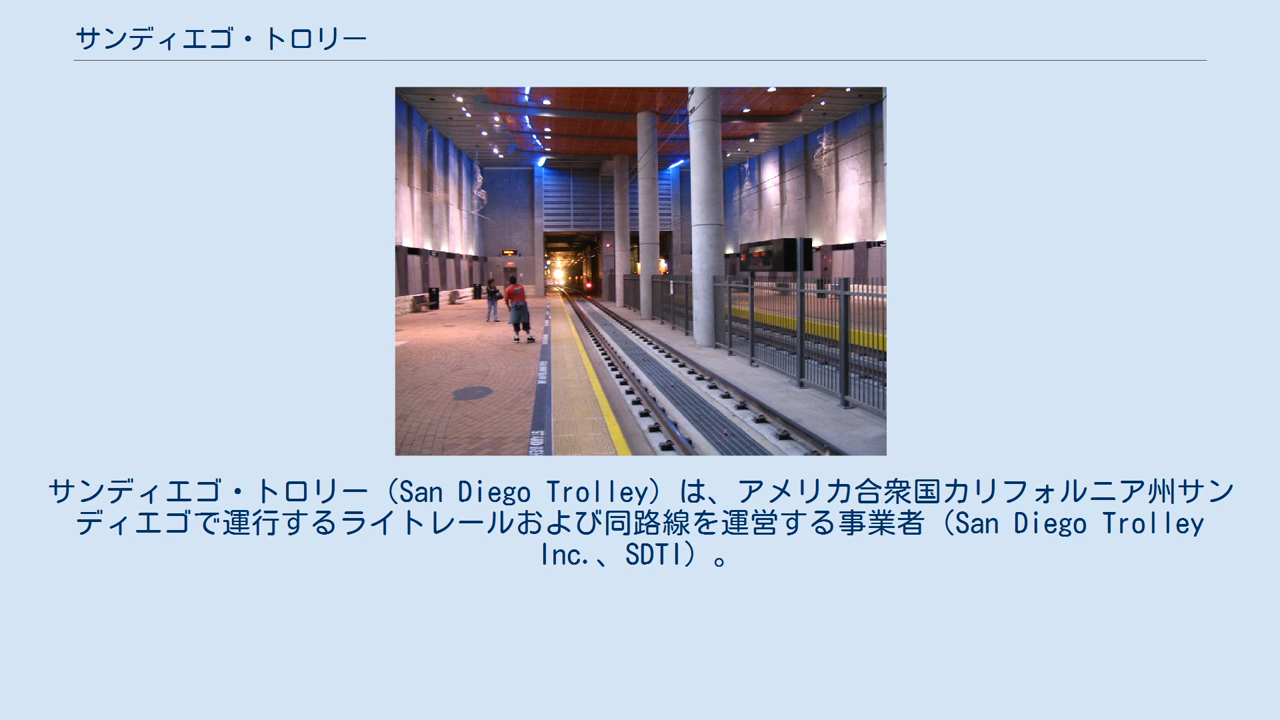 サンディエゴ・トロリー
サンディエゴ・トロリー（San Diego Trolley）は、アメリカ合衆国カリフォルニア州サン
ディエゴで運行するライトレールおよび同路線を運営する事業者（San Diego Trolley
Inc.、SDTI）。